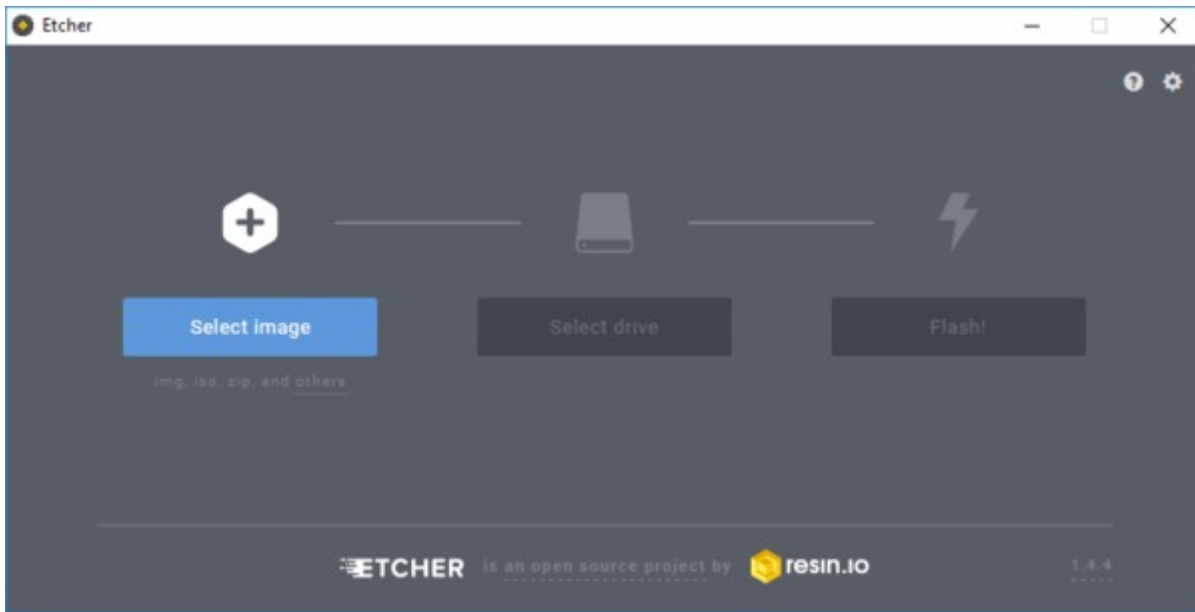 Etcher
Select image
Select drive
Flash!
img, iso, zip, and others
ETCHER is an open source project by resin.io
1.4.4